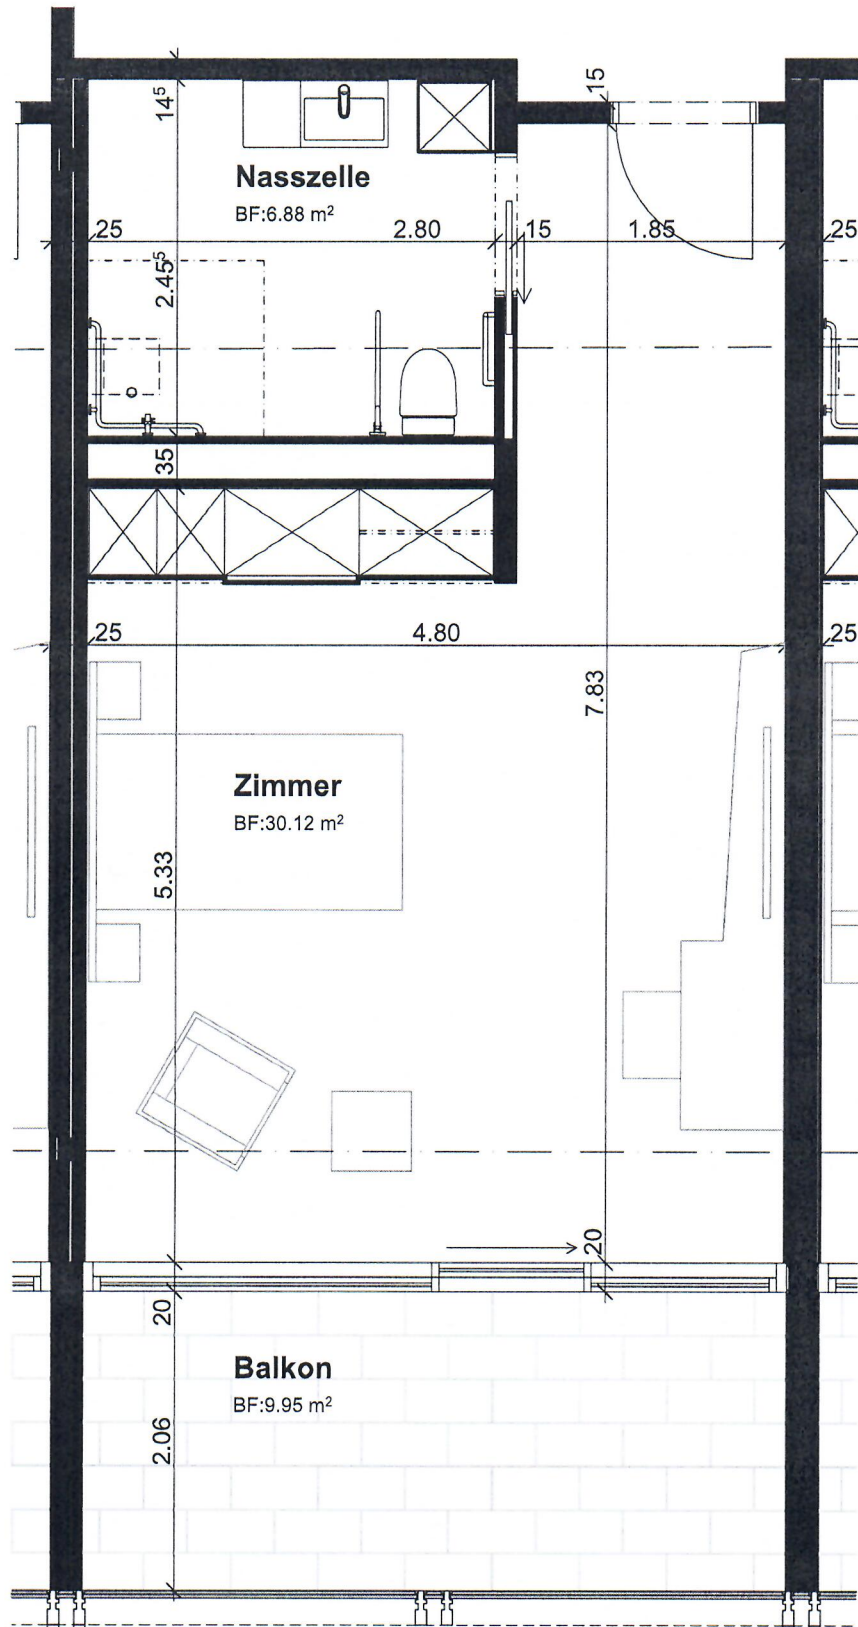 14⁵
15
Nasszelle
BF:6.88 m²
25
2.80
15
1.85
25
2.45⁵
35
25
4.80
25
7.83
Zimmer
BF:30.12 m²
5.33
20
20
Balkon
BF:9.95 m²
2.06